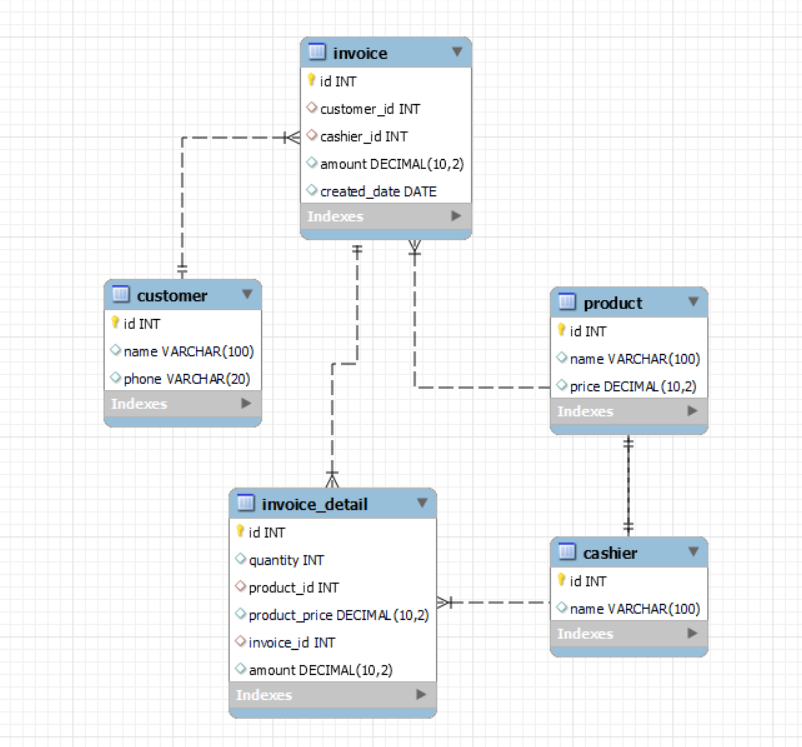 invoice
id INT
customer_id INT
cashier_id INT
amount DECIMAL(10,2)
created_date DATE
Indexes
customer
id INT
name VARCHAR(100)
phone VARCHAR(20)
Indexes
product
id INT
name VARCHAR(100)
price DECIMAL(10,2)
Indexes
invoice_detail
id INT
quantity INT
product_id INT
product_price DECIMAL(10,2)
invoice_id INT
amount DECIMAL(10,2)
Indexes
cashier
id INT
name VARCHAR(100)
Indexes